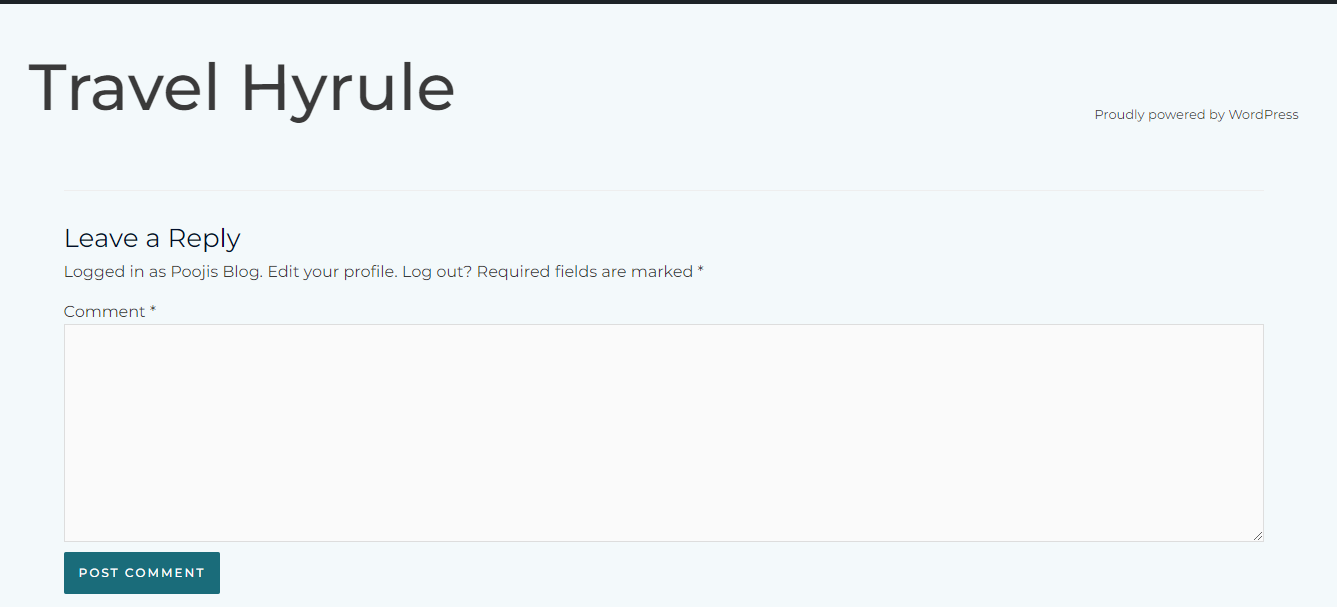 Travel Hyrule
Proudly powered by WordPress
Leave a Reply
Logged in as Poojis Blog. Edit your profile. Log out? Required fields are marked *
Comment *
POST COMMENT